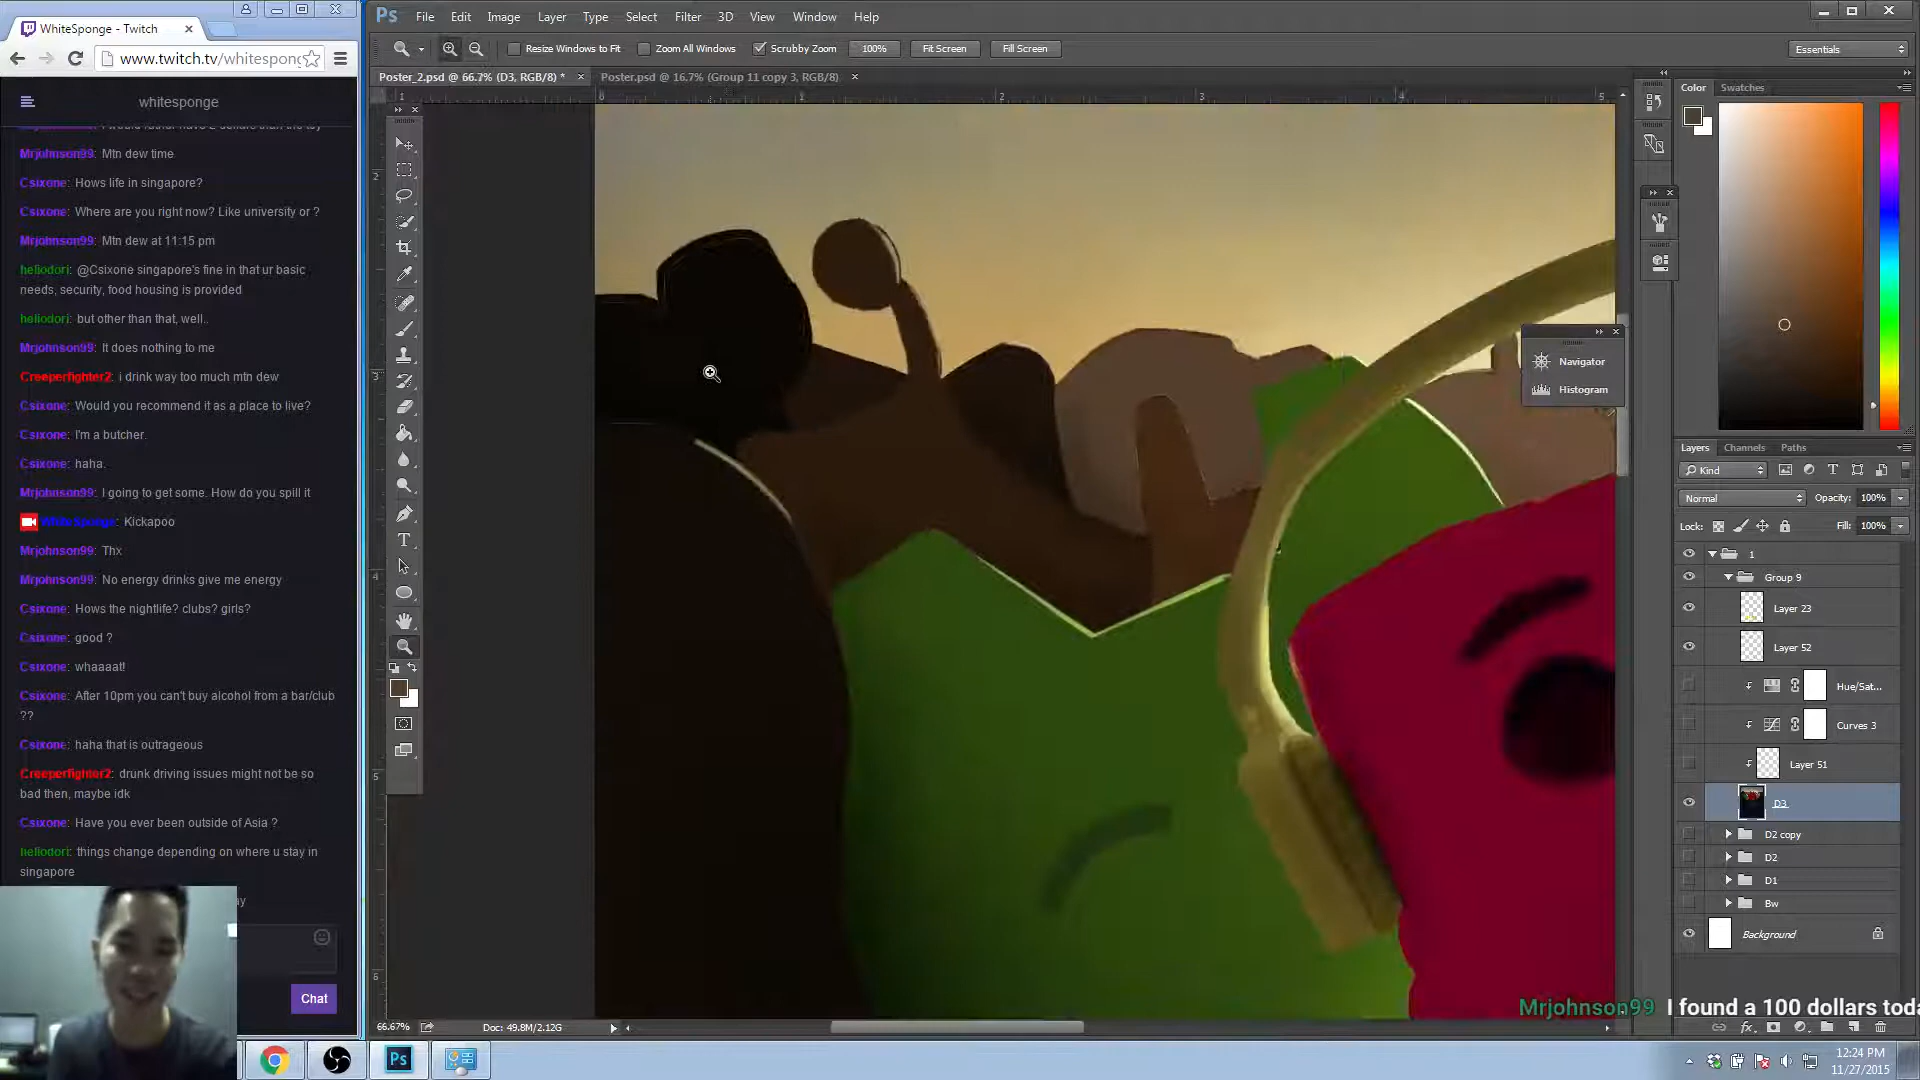 WhiteSponge - Twitch
www.twitch.tv/whitespong
whitesponge
Mrjohnson99: Mtn dew time
Csixone: Hows life in singapore?
Csixone: Where are you right now? Like university or ?
Mrjohnson99: Mtn dew at 11:15 pm
heliodori: @Csixone singapore's fine in that ur basic
needs, security, food housing is provided
heliodori: but other than that, well..
Mrjohnson99: It does nothing to me
Creeperfighter2: i drink way too much mtn dew
Csixone: Would you recommend it as a place to live?
Csixone: I'm a butcher.
Csixone: haha.
Mrjohnson99: I going to get some. How do you spill it
WhiteSponge: Kickapoo
Mrjohnson99: Thx
Mrjohnson99: No energy drinks give me energy
Csixone: Hows the nightlife? clubs? girls?
Csixone: good ?
Csixone: whaaaat!
Csixone: After 10pm you can't buy alcohol from a bar/club
??
Csixone: haha that is outrageous
Creeperfighter2: drunk driving issues might not be so
bad then, maybe idk
Csixone: Have you ever been outside of Asia ?
heliodori: things change depending on where u stay in
singapore
Chat
Ps File Edit Image Layer Type Select Filter 3D View Window Help
Resize Windows to Fit Zoom All Windows Scrubby Zoom 100% Fit Screen Fill Screen Essentials
Poster_2.psd @ 66.7% (D3, RGB/8) * Poster.psd @ 16.7% (Group 11 copy 3, RGB/8)
Color Swatches
Navigator
Histogram
Layers Channels Paths
Kind
Normal Opacity: 100%
Lock: Fill: 100%
1
Group 9
Layer 23
Layer 52
Hue/Sat...
Curves 3
Layer 51
D3
D2 copy
D2
D1
Bw
Background
Mrjohnson99 I found a 100 dollars toda
66.67% Doc: 49.8M/2.12G
Ps
12:24 PM
11/27/2015